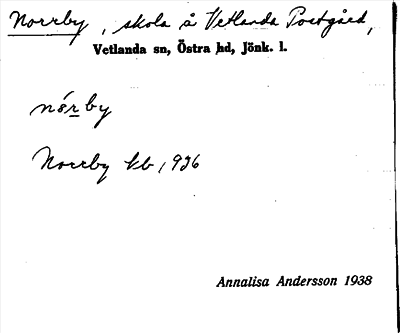 Norrby, skola å Vetlanda Postgård,
Vetlanda sn, Östra hd, Jönk. l.
nórby
Norrby kb 1936
Annalisa Andersson 1938